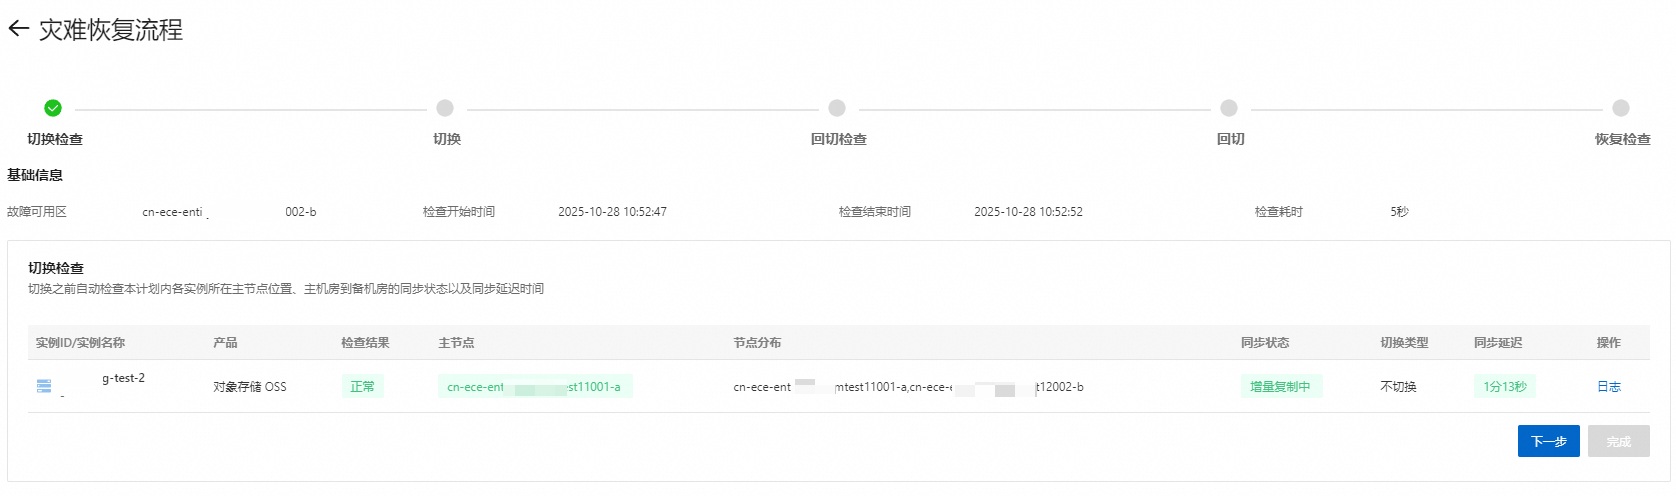 灾难恢复流程
切换检查 切换 回切检查 回切 恢复检查
基础信息
故障可用区 cn-ece-enti 002-b 检查开始时间 2025-10-28 10:52:47 检查结束时间 2025-10-28 10:52:52 检查耗时 5秒
切换检查
切换之前自动检查本计划内各实例所在主节点位置、主机房到备机房的同步状态以及同步延迟时间
实例ID/实例名称 产品 检查结果 主节点 节点分布 同步状态 切换类型 同步延迟 操作
g-test-2 对象存储 OSS 正常 cn-ece-ent est11001-a cn-ece-ent mtest11001-a,cn-ece- t12002-b 增量复制中 不切换 1分13秒 日志
下一步 完成